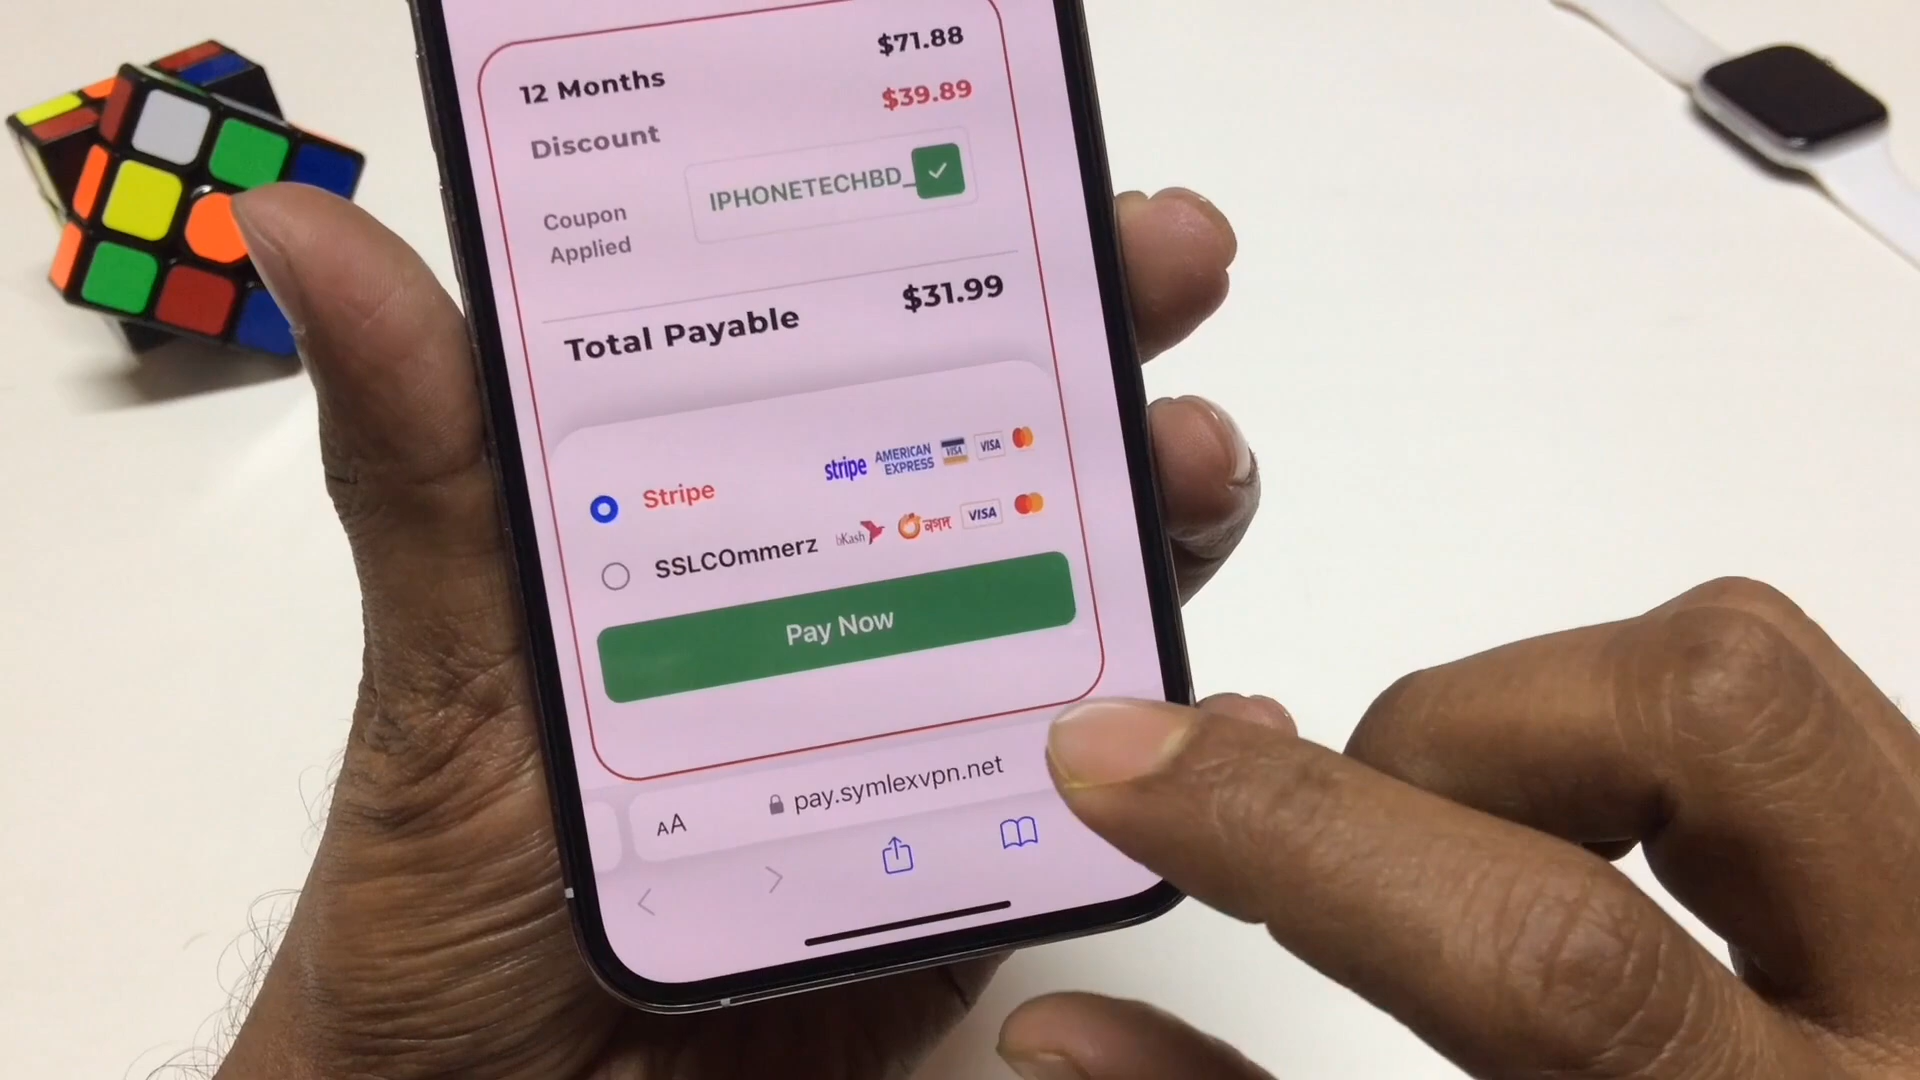 12 Months $71.88
Discount $39.89
Coupon
Applied
IPHONETECHBD_
Total Payable $31.99
Stripe stripe AMERICAN
EXPRESS VISA VISA
SSLCOmmerz bKash নগদ VISA
Pay Now
AA pay.symlexvpn.net